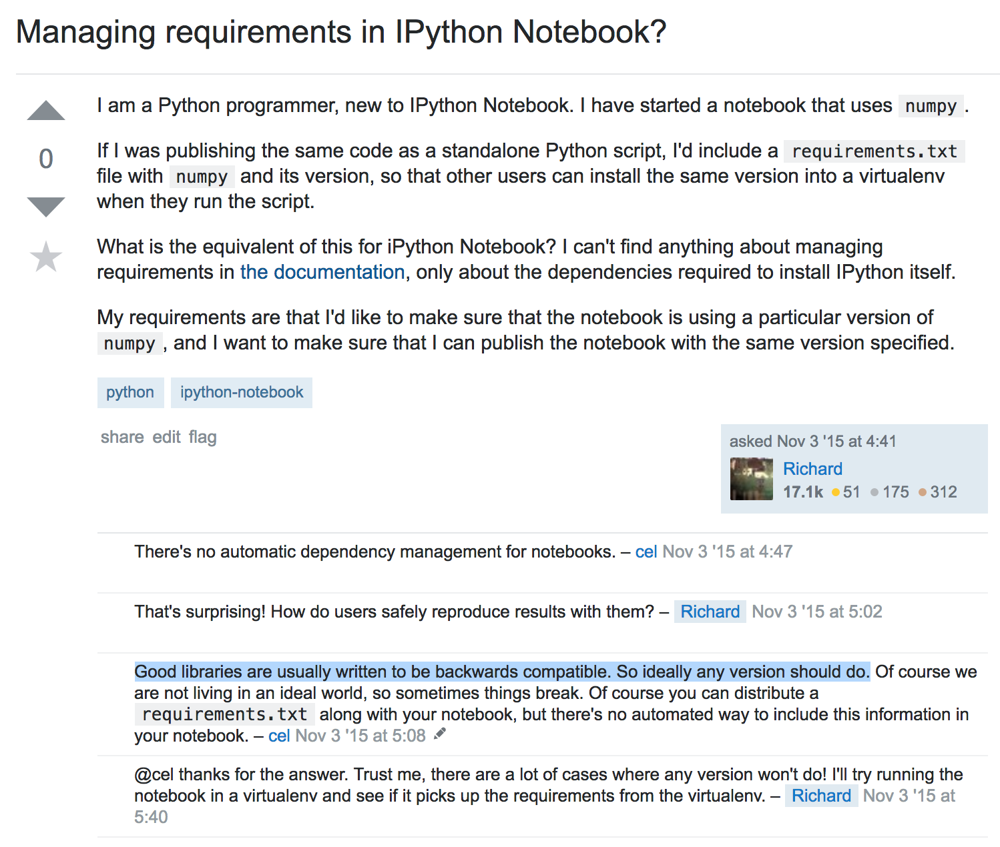 Managing requirements in IPython Notebook?
I am a Python programmer, new to IPython Notebook. I have started a notebook that uses numpy .
0
If I was publishing the same code as a standalone Python script, I'd include a requirements.txt
file with numpy and its version, so that other users can install the same version into a virtualenv
when they run the script.
What is the equivalent of this for iPython Notebook? I can't find anything about managing
requirements in the documentation, only about the dependencies required to install IPython itself.
My requirements are that I'd like to make sure that the notebook is using a particular version of
numpy , and I want to make sure that I can publish the notebook with the same version specified.
python ipython-notebook
share edit flag
asked Nov 3 '15 at 4:41
Richard
17.1k 51 175 312
There's no automatic dependency management for notebooks. – cel Nov 3 '15 at 4:47
That's surprising! How do users safely reproduce results with them? – Richard Nov 3 '15 at 5:02
Good libraries are usually written to be backwards compatible. So ideally any version should do. Of course we
are not living in an ideal world, so sometimes things break. Of course you can distribute a
requirements.txt along with your notebook, but there's no automated way to include this information in
your notebook. – cel Nov 3 '15 at 5:08
@cel thanks for the answer. Trust me, there are a lot of cases where any version won't do! I'll try running the
notebook in a virtualenv and see if it picks up the requirements from the virtualenv. – Richard Nov 3 '15 at
5:40